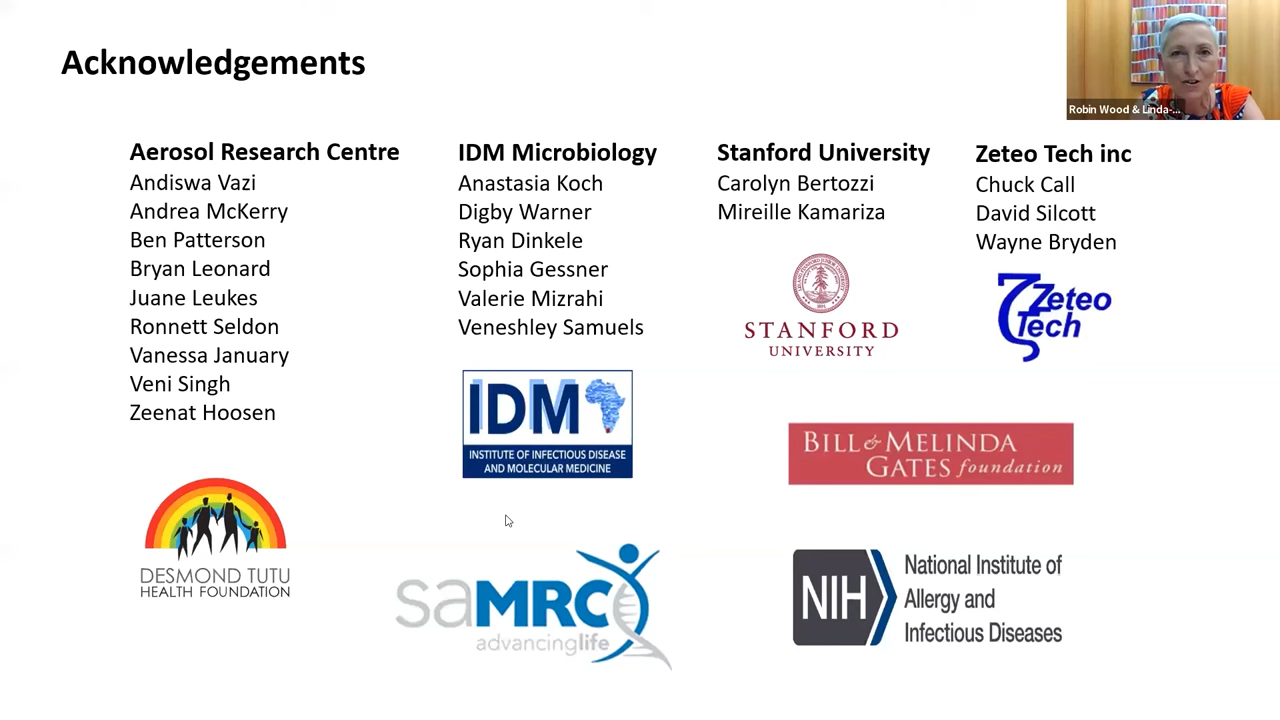 Acknowledgements
Robin Wood & Linda-...
Aerosol Research Centre
Andiswa Vazi
Andrea McKerry
Ben Patterson
Bryan Leonard
Juane Leukes
Ronnett Seldon
Vanessa January
Veni Singh
Zeenat Hoosen
DESMOND TUTU
HEALTH FOUNDATION
IDM Microbiology
Anastasia Koch
Digby Warner
Ryan Dinkele
Sophia Gessner
Valerie Mizrahi
Veneshley Samuels
IDM
INSTITUTE OF INFECTIOUS DISEASE
AND MOLECULAR MEDICINE
saMRC
advancinglife
Stanford University
Carolyn Bertozzi
Mireille Kamariza
STANFORD
UNIVERSITY
Zeteo Tech inc
Chuck Call
David Silcott
Wayne Bryden
Zeteo
Tech
BILL & MELINDA
GATES foundation
NIH
National Institute of
Allergy and
Infectious Diseases